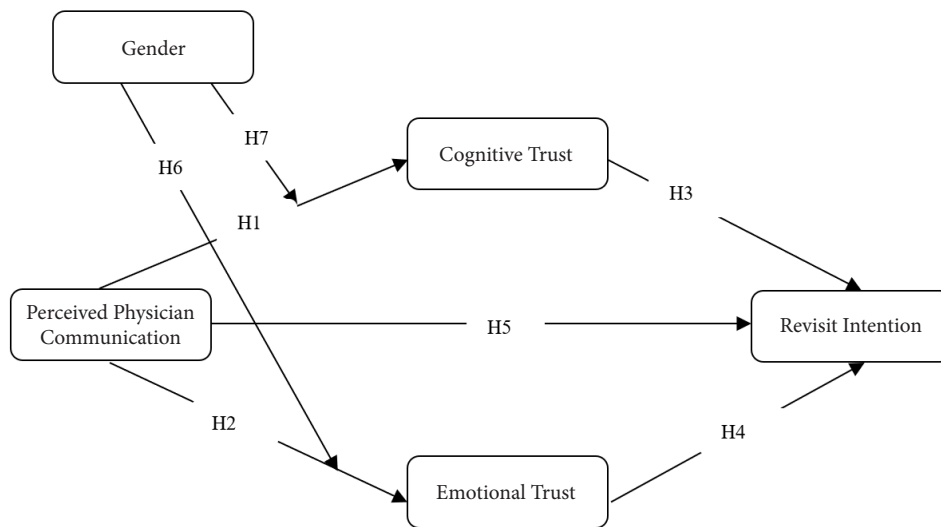 Gender
H7
Cognitive Trust
H6
H3
H1
Perceived Physician
Communication
H5
Revisit Intention
H2
H4
Emotional Trust